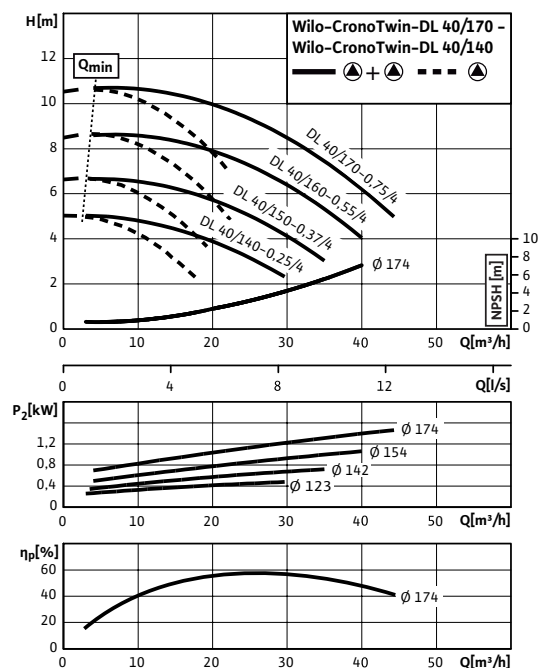 H[m]
Wilo-CronoTwin-DL 40/170 -
Wilo-CronoTwin-DL 40/140
+
12
Qmin
10
8
6
4
2
0
DL 40/170-0,75/4
DL 40/160-0,55/4
DL 40/150-0,37/4
DL 40/140-0,25/4
Ø 174
10
8
6
4
2
0
NPSH [m]
0 10 20 30 40 50 Q[m³/h]
0 4 8 12 Q[l/s]
P₂[kW]
1,2
0,8
0,4
0
Ø 174
Ø 154
Ø 142
Ø 123
0 10 20 30 40 50 Q[m³/h]
ηp[%]
60
40
20
0
Ø 174
0 10 20 30 40 50 Q[m³/h]